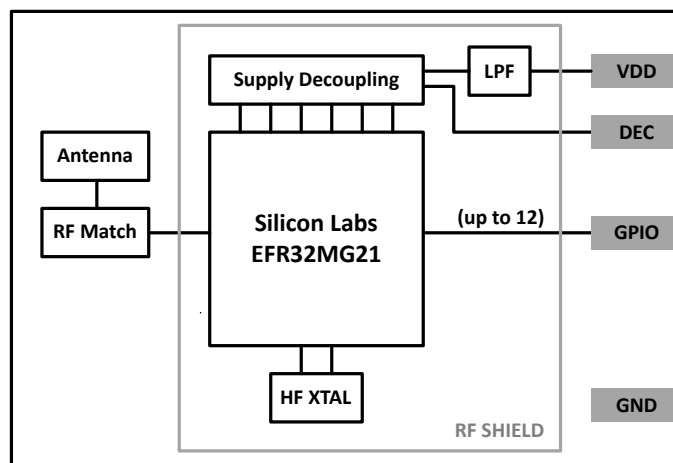 Supply Decoupling
LPF
VDD
DEC
Antenna
RF Match
Silicon Labs
EFR32MG21
(up to 12)
GPIO
HF XTAL
GND
RF SHIELD